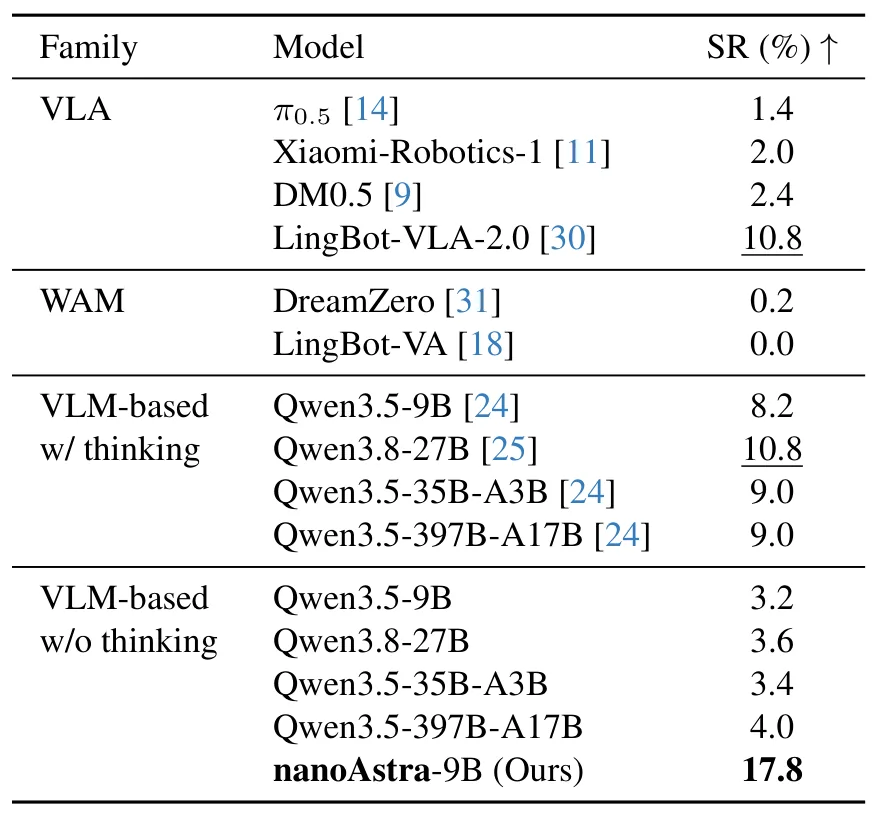 Family Model SR (%) ↑
VLA π0.5 [14] 1.4
Xiaomi-Robotics-1 [11] 2.0
DM0.5 [9] 2.4
LingBot-VLA-2.0 [30] 10.8
WAM DreamZero [31] 0.2
LingBot-VA [18] 0.0
VLM-based Qwen3.5-9B [24] 8.2
w/ thinking Qwen3.8-27B [25] 10.8
Qwen3.5-35B-A3B [24] 9.0
Qwen3.5-397B-A17B [24] 9.0
VLM-based Qwen3.5-9B 3.2
w/o thinking Qwen3.8-27B 3.6
Qwen3.5-35B-A3B 3.4
Qwen3.5-397B-A17B 4.0
nanoAstra-9B (Ours) 17.8